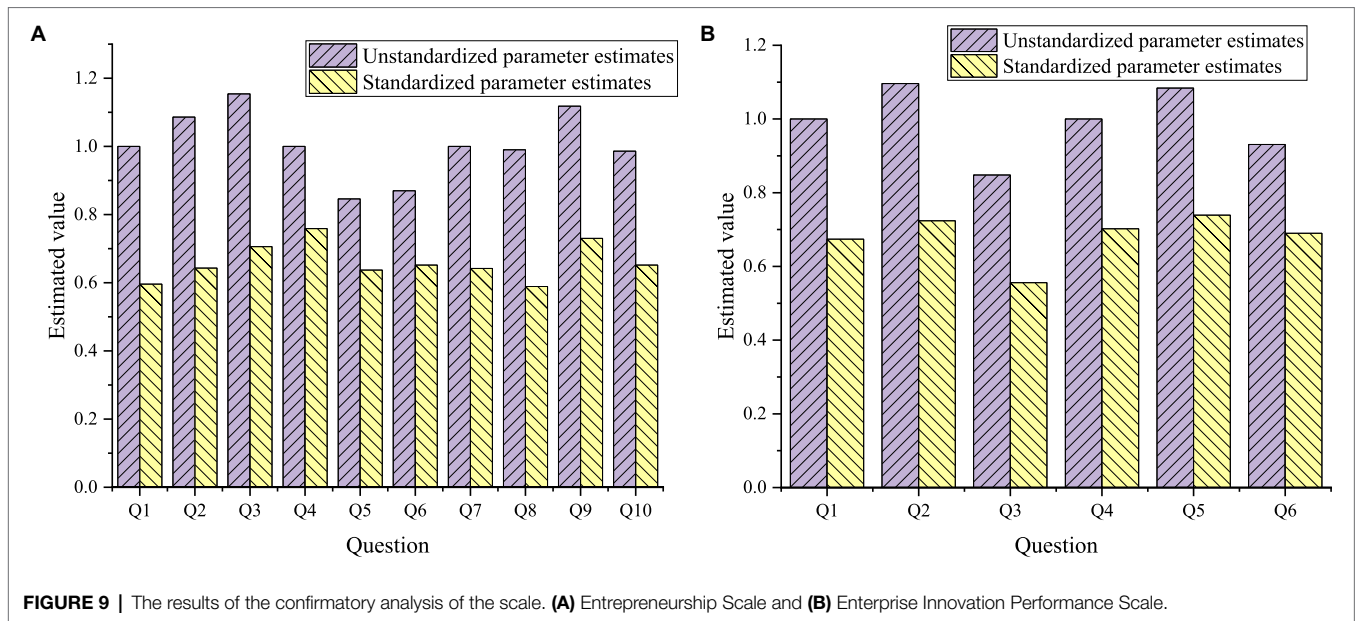 A
Unstandardized parameter estimates
Standardized parameter estimates
Estimated value
1.2
1.0
0.8
0.6
0.4
0.2
0.0
Q1 Q2 Q3 Q4 Q5 Q6 Q7 Q8 Q9 Q10
Question
B
Unstandardized parameter estimates
Standardized parameter estimates
Estimated value
1.2
1.0
0.8
0.6
0.4
0.2
0.0
Q1 Q2 Q3 Q4 Q5 Q6
Question
FIGURE 9 | The results of the confirmatory analysis of the scale. (A) Entrepreneurship Scale and (B) Enterprise Innovation Performance Scale.